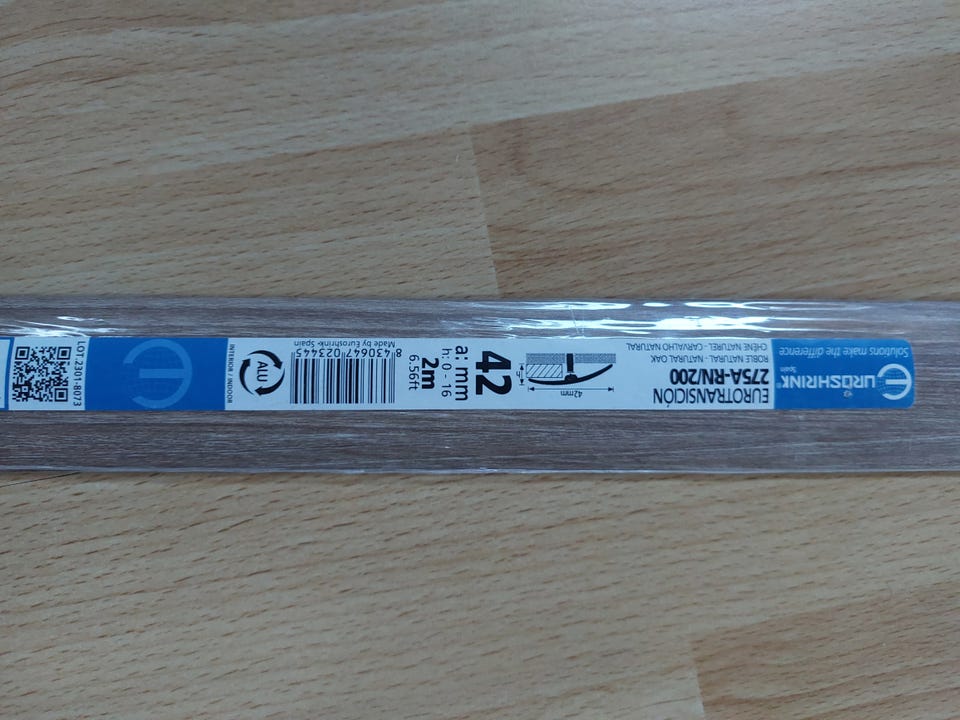 EUROSHRINK®
Spain
Solutions make the difference
EUROTRANSICIÓN
275A-RN/200
ROBLE NATURAL - NATURAL OAK
CHÊNE NATUREL - CARVALHO NATURAL
42mm
h
42
a: mm
h: 0 - 16
2m
6.56ft
8 430647 023445
Made by Euroshrink- Spain
ALU
INTERIOR / INDOOR
LOT.2301-8073